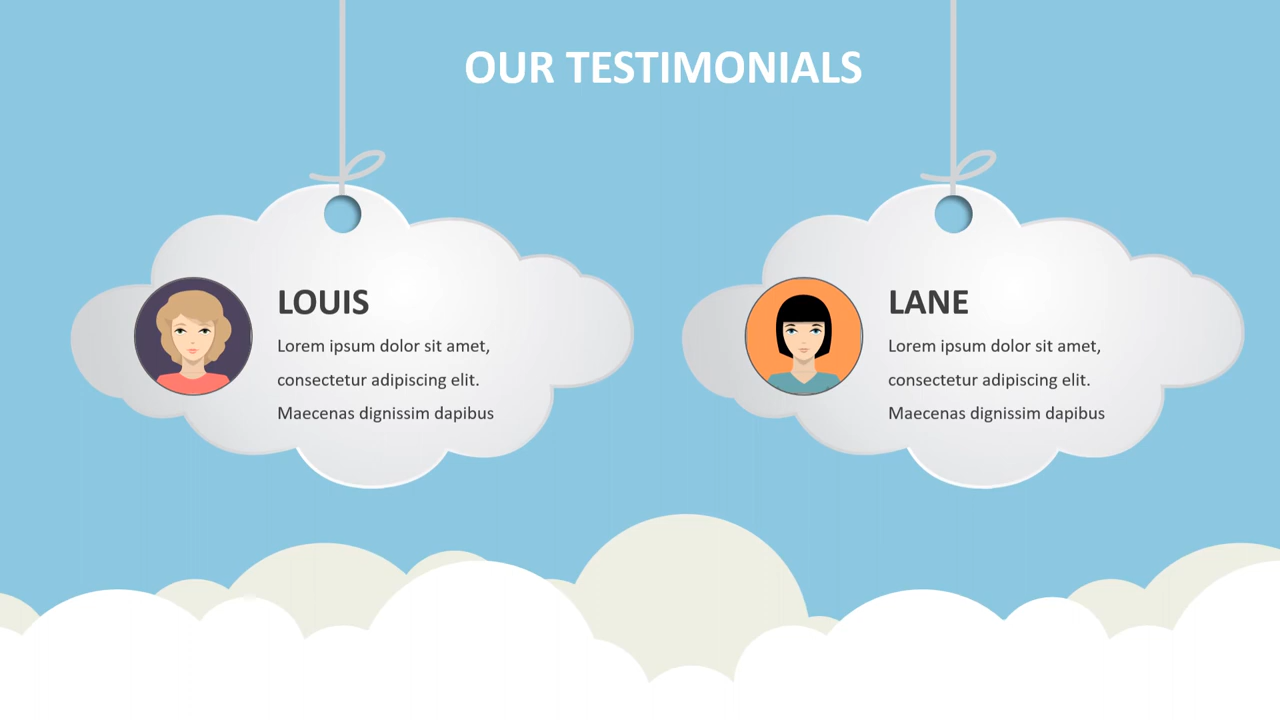 OUR TESTIMONIALS
LOUIS
Lorem ipsum dolor sit amet,
consectetur adipiscing elit.
Maecenas dignissim dapibus
LANE
Lorem ipsum dolor sit amet,
consectetur adipiscing elit.
Maecenas dignissim dapibus